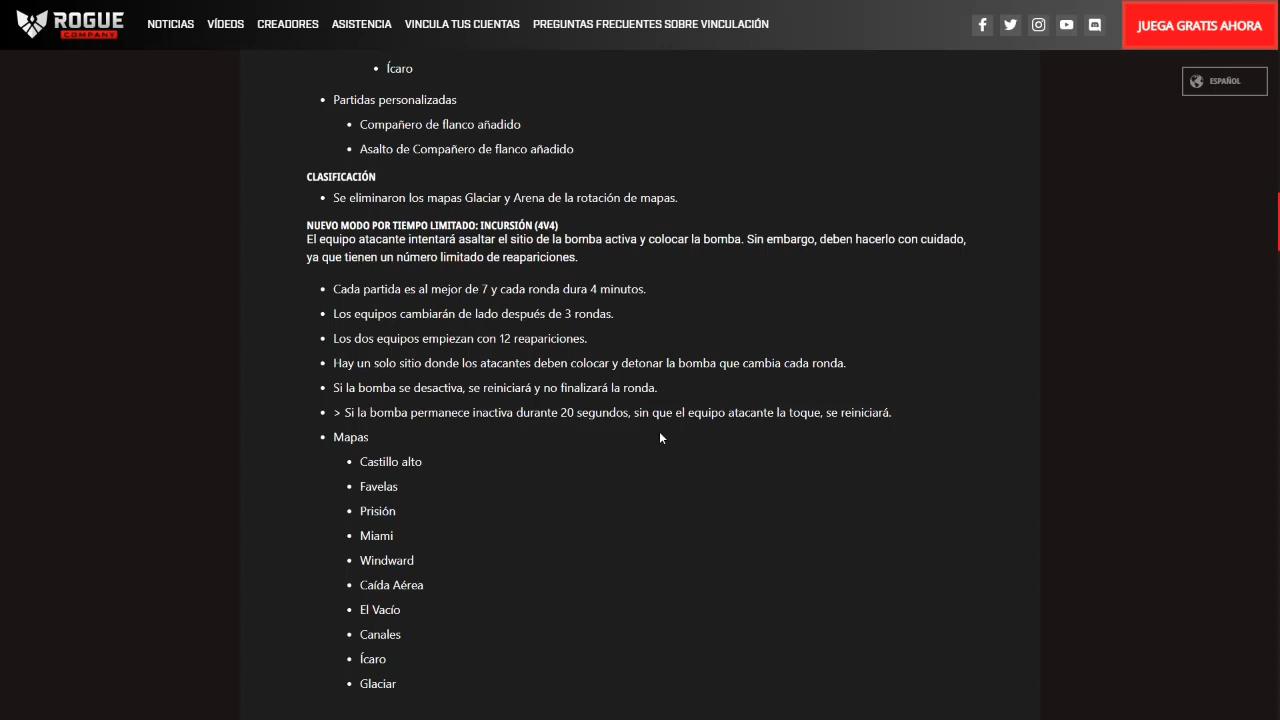 ROGUE
COMPANY
NOTICIAS VÍDEOS CREADORES ASISTENCIA VINCULA TUS CUENTAS PREGUNTAS FRECUENTES SOBRE VINCULACIÓN
JUEGA GRATIS AHORA
ESPAÑOL
• Ícaro
• Partidas personalizadas
• Compañero de flanco añadido
• Asalto de Compañero de flanco añadido
CLASIFICACIÓN
• Se eliminaron los mapas Glaciar y Arena de la rotación de mapas.
NUEVO MODO POR TIEMPO LIMITADO: INCURSIÓN (4V4)
El equipo atacante intentará asaltar el sitio de la bomba activa y colocar la bomba. Sin embargo, deben hacerlo con cuidado,
ya que tienen un número limitado de reapariciones.
• Cada partida es al mejor de 7 y cada ronda dura 4 minutos.
• Los equipos cambiarán de lado después de 3 rondas.
• Los dos equipos empiezan con 12 reapariciones.
• Hay un solo sitio donde los atacantes deben colocar y detonar la bomba que cambia cada ronda.
• Si la bomba se desactiva, se reiniciará y no finalizará la ronda.
• > Si la bomba permanece inactiva durante 20 segundos, sin que el equipo atacante la toque, se reiniciará.
• Mapas
• Castillo alto
• Favelas
• Prisión
• Miami
• Windward
• Caída Aérea
• El Vacío
• Canales
• Ícaro
• Glaciar